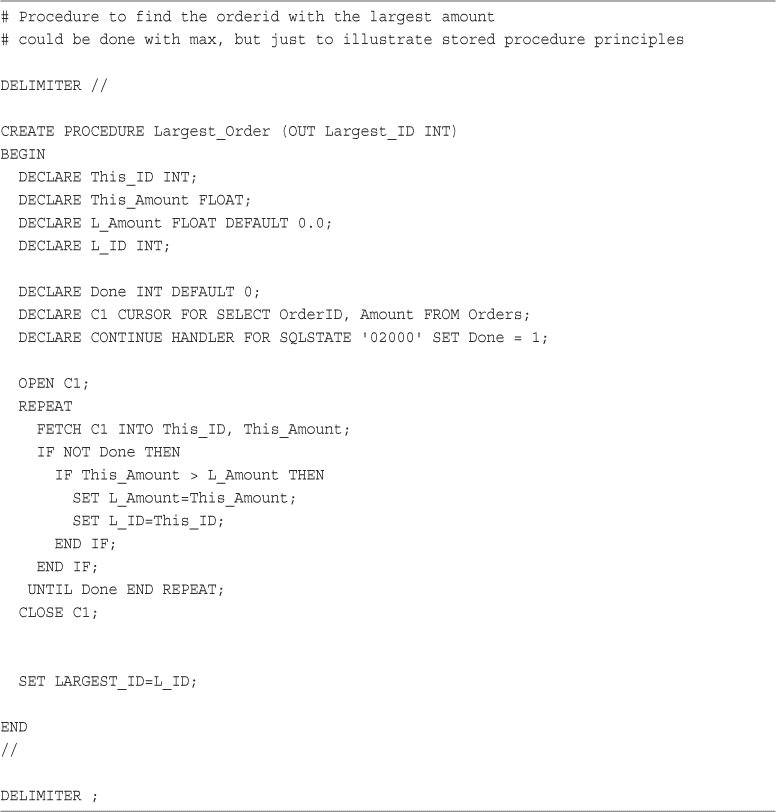 # Procedure to find the orderid with the largest amount
# could be done with max, but just to illustrate stored procedure principles
DELIMITER //
CREATE PROCEDURE Largest_Order (OUT Largest_ID INT)
BEGIN
DECLARE This_ID INT;
DECLARE This_Amount FLOAT;
DECLARE L_Amount FLOAT DEFAULT 0.0;
DECLARE L_ID INT;
DECLARE Done INT DEFAULT 0;
DECLARE C1 CURSOR FOR SELECT OrderID, Amount FROM Orders;
DECLARE CONTINUE HANDLER FOR SQLSTATE '02000' SET Done = 1;
OPEN C1;
REPEAT
FETCH C1 INTO This_ID, This_Amount;
IF NOT Done THEN
IF This_Amount > L_Amount THEN
SET L_Amount=This_Amount;
SET L_ID=This_ID;
END IF;
END IF;
UNTIL Done END REPEAT;
CLOSE C1;
SET LARGEST_ID=L_ID;
END
//
DELIMITER ;